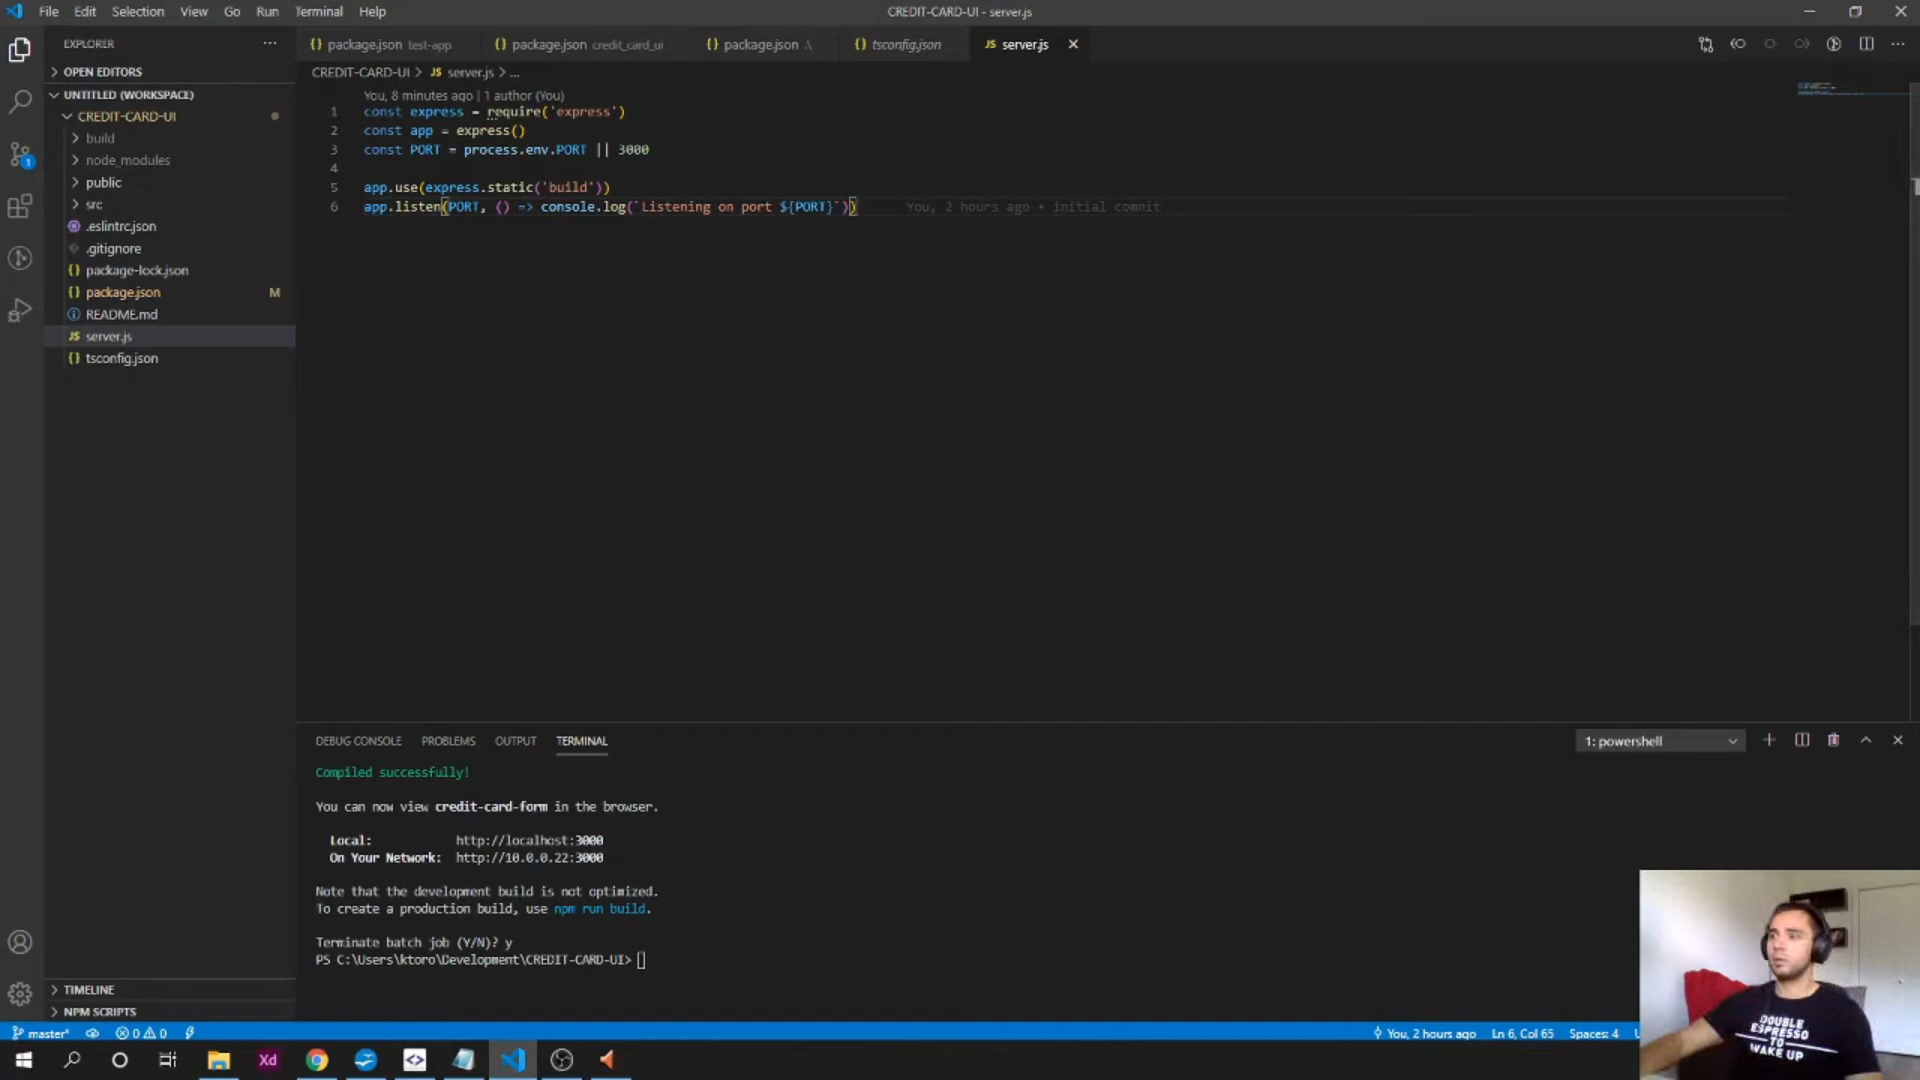 File Edit Selection View Go Run Terminal Help
CREDIT-CARD-UI - server.js
EXPLORER
OPEN EDITORS
UNTITLED (WORKSPACE)
CREDIT-CARD-UI
build
node_modules
public
src
.eslintrc.json
.gitignore
{} package-lock.json
{} package.json M
README.md
JS server.js
{} tsconfig.json
TIMELINE
NPM SCRIPTS
{} package.json test-app
{} package.json credit_card_ui
{} package.json .\
{} tsconfig.json
JS server.js
CREDIT-CARD-UI > JS server.js > ...
You, 8 minutes ago | 1 author (You)
1 const express = require('express')
2 const app = express()
3 const PORT = process.env.PORT || 3000
4
5 app.use(express.static('build'))
6 app.listen(PORT, () => console.log(`Listening on port ${PORT}`)) You, 2 hours ago • initial commit
DEBUG CONSOLE PROBLEMS OUTPUT TERMINAL
1: powershell
Compiled successfully!
You can now view credit-card-form in the browser.
Local: http://localhost:3000
On Your Network: http://10.0.0.22:3000
Note that the development build is not optimized.
To create a production build, use npm run build.
Terminate batch job (Y/N)? y
PS C:\Users\ktoro\Development\CREDIT-CARD-UI>
master* 0 0
You, 2 hours ago Ln 6, Col 65 Spaces: 4 U
1
Xd
DOUBLE
ESPRESSO
TO
WAKE UP